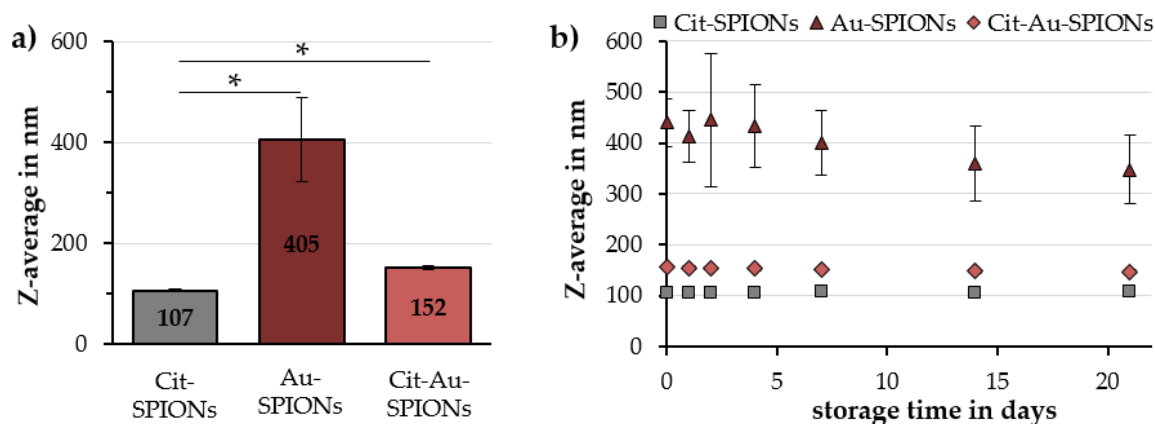 a)
Z-average in nm
600
400
200
0
*
*
107
405
152
Cit-
SPIONs
Au-
SPIONs
Cit-Au-
SPIONs
b)
Cit-SPIONs Au-SPIONs Cit-Au-SPIONs
Z-average in nm
600
500
400
300
200
100
0
0 5 10 15 20
storage time in days